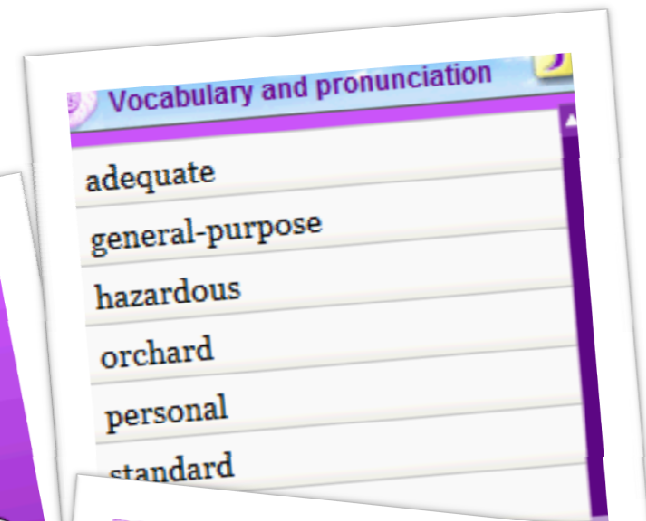 Vocabulary and pronunciation
adequate
general-purpose
hazardous
orchard
personal
standard